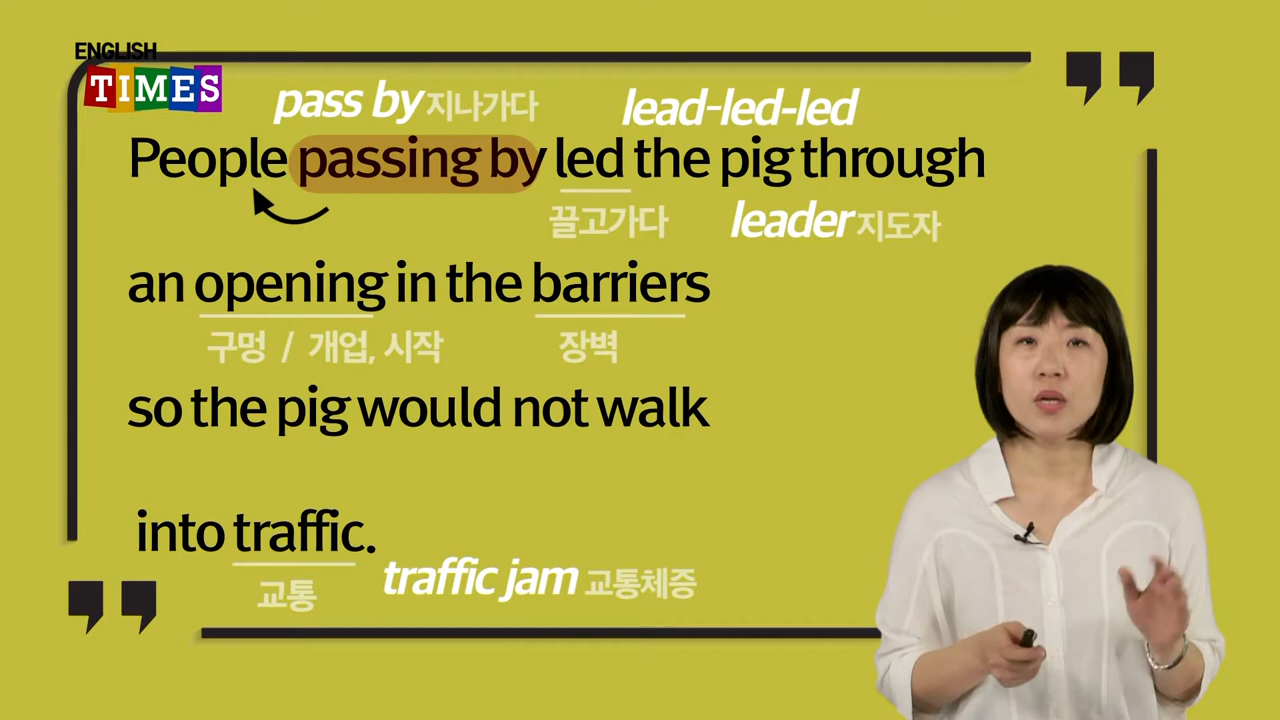 ENGLISH
TIMES
pass by 지나가다 lead-led-led
People passing by led the pig through
끌고가다 leader 지도자
an opening in the barriers
구멍 / 개업, 시작 장벽
so the pig would not walk
into traffic.
교통 traffic jam 교통체증